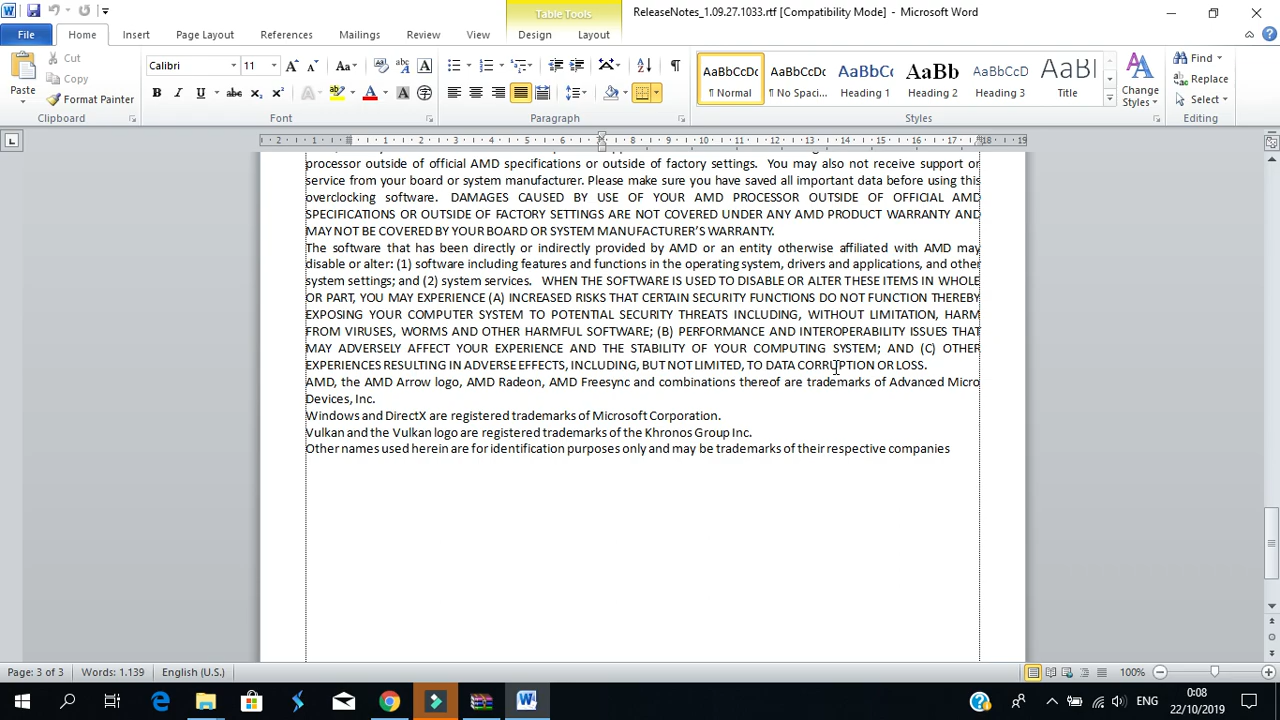 Table Tools
ReleaseNotes_1.09.27.1033.rtf [Compatibility Mode] - Microsoft Word
File Home Insert Page Layout References Mailings Review View Design Layout
Cut
Copy
Format Painter
Paste
Clipboard
Calibri 11
Font
Paragraph
AaBbCcDc AaBbCcDc AaBbCc AaBb AaBbCcD AaB
¶ Normal ¶ No Spaci... Heading 1 Heading 2 Heading 3 Title
Change Styles
Styles
Find
Replace
Select
Editing
processor outside of official AMD specifications or outside of factory settings. You may also not receive support or
service from your board or system manufacturer. Please make sure you have saved all important data before using this
overclocking software. DAMAGES CAUSED BY USE OF YOUR AMD PROCESSOR OUTSIDE OF OFFICIAL AMD
SPECIFICATIONS OR OUTSIDE OF FACTORY SETTINGS ARE NOT COVERED UNDER ANY AMD PRODUCT WARRANTY AND
MAY NOT BE COVERED BY YOUR BOARD OR SYSTEM MANUFACTURER'S WARRANTY.
The software that has been directly or indirectly provided by AMD or an entity otherwise affiliated with AMD may
disable or alter: (1) software including features and functions in the operating system, drivers and applications, and other
system settings; and (2) system services. WHEN THE SOFTWARE IS USED TO DISABLE OR ALTER THESE ITEMS IN WHOLE
OR PART, YOU MAY EXPERIENCE (A) INCREASED RISKS THAT CERTAIN SECURITY FUNCTIONS DO NOT FUNCTION THEREBY
EXPOSING YOUR COMPUTER SYSTEM TO POTENTIAL SECURITY THREATS INCLUDING, WITHOUT LIMITATION, HARM
FROM VIRUSES, WORMS AND OTHER HARMFUL SOFTWARE; (B) PERFORMANCE AND INTEROPERABILITY ISSUES THAT
MAY ADVERSELY AFFECT YOUR EXPERIENCE AND THE STABILITY OF YOUR COMPUTING SYSTEM; AND (C) OTHER
EXPERIENCES RESULTING IN ADVERSE EFFECTS, INCLUDING, BUT NOT LIMITED, TO DATA CORRUPTION OR LOSS.
AMD, the AMD Arrow logo, AMD Radeon, AMD Freesync and combinations thereof are trademarks of Advanced Micro
Devices, Inc.
Windows and DirectX are registered trademarks of Microsoft Corporation.
Vulkan and the Vulkan logo are registered trademarks of the Khronos Group Inc.
Other names used herein are for identification purposes only and may be trademarks of their respective companies
Page: 3 of 3 Words: 1.139 English (U.S.) 100%
ENG
0:08
22/10/2019